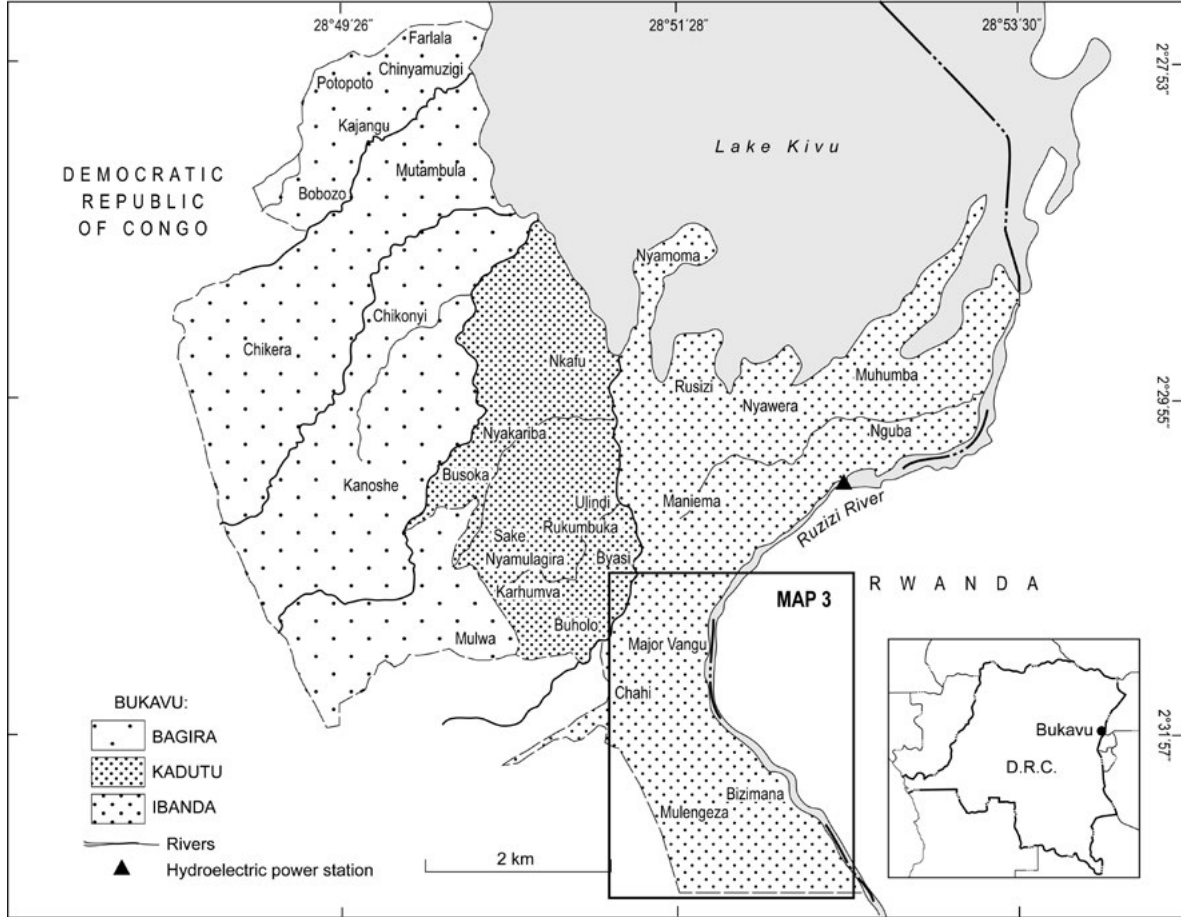 28°49'26"
28°51'28"
28°53'30"
2°27'53"
Farlala
Chinyamuzigi
Potopoto
Kajangu
Lake Kivu
DEMOCRATIC
REPUBLIC
OF CONGO
Mutambula
Bobozo
Nyamoma
Chikonyi
Chikera
Nkafu
Rusizi
Muhumba
Nyawera
2°29'55"
Nyakariba
Nguba
Busoka
Kanoshe
Ulindi
Maniema
Rukumbuka
Ruzizi River
Sake
Nyamulagira
Byasi
Karhumva
RWANDA
MAP 3
Buholo
Mulwa
Major Vangu
Chahi
2°31'57"
Bizimana
Mulengeza
BUKAVU:
BAGIRA
KADUTU
IBANDA
Rivers
Hydroelectric power station
2 km
Bukavu
D.R.C.